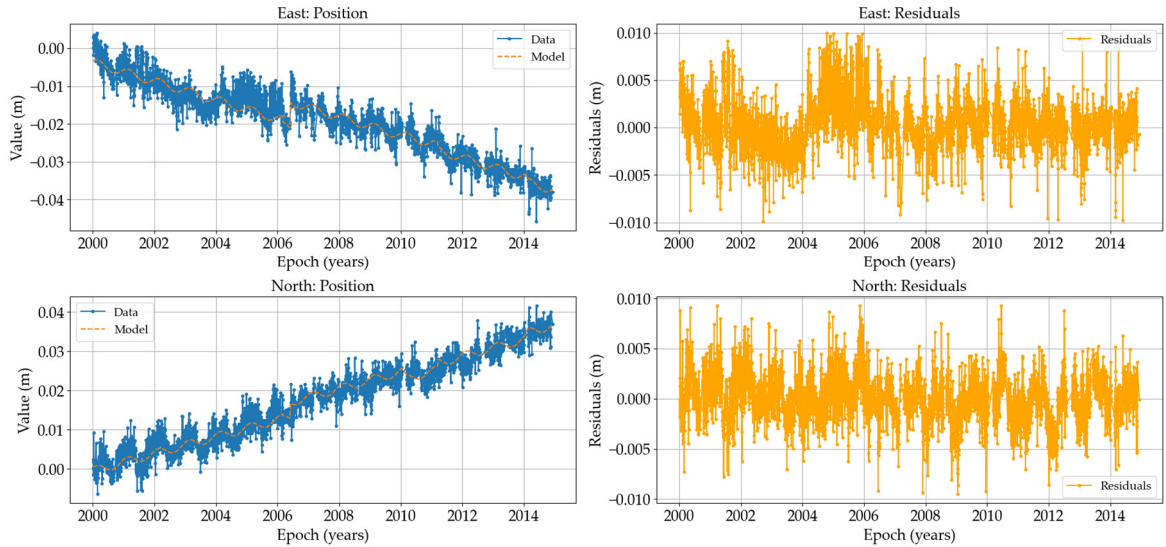 East: Position
0.00
−0.01
−0.02
−0.03
−0.04
Value (m)
Data
Model
2000 2002 2004 2006 2008 2010 2012 2014
Epoch (years)
East: Residuals
0.010
0.005
0.000
−0.005
−0.010
Residuals (m)
Residuals
2000 2002 2004 2006 2008 2010 2012 2014
Epoch (years)
North: Position
0.04
0.03
0.02
0.01
0.00
Value (m)
Data
Model
2000 2002 2004 2006 2008 2010 2012 2014
Epoch (years)
North: Residuals
0.010
0.005
0.000
−0.005
−0.010
Residuals (m)
Residuals
2000 2002 2004 2006 2008 2010 2012 2014
Epoch (years)